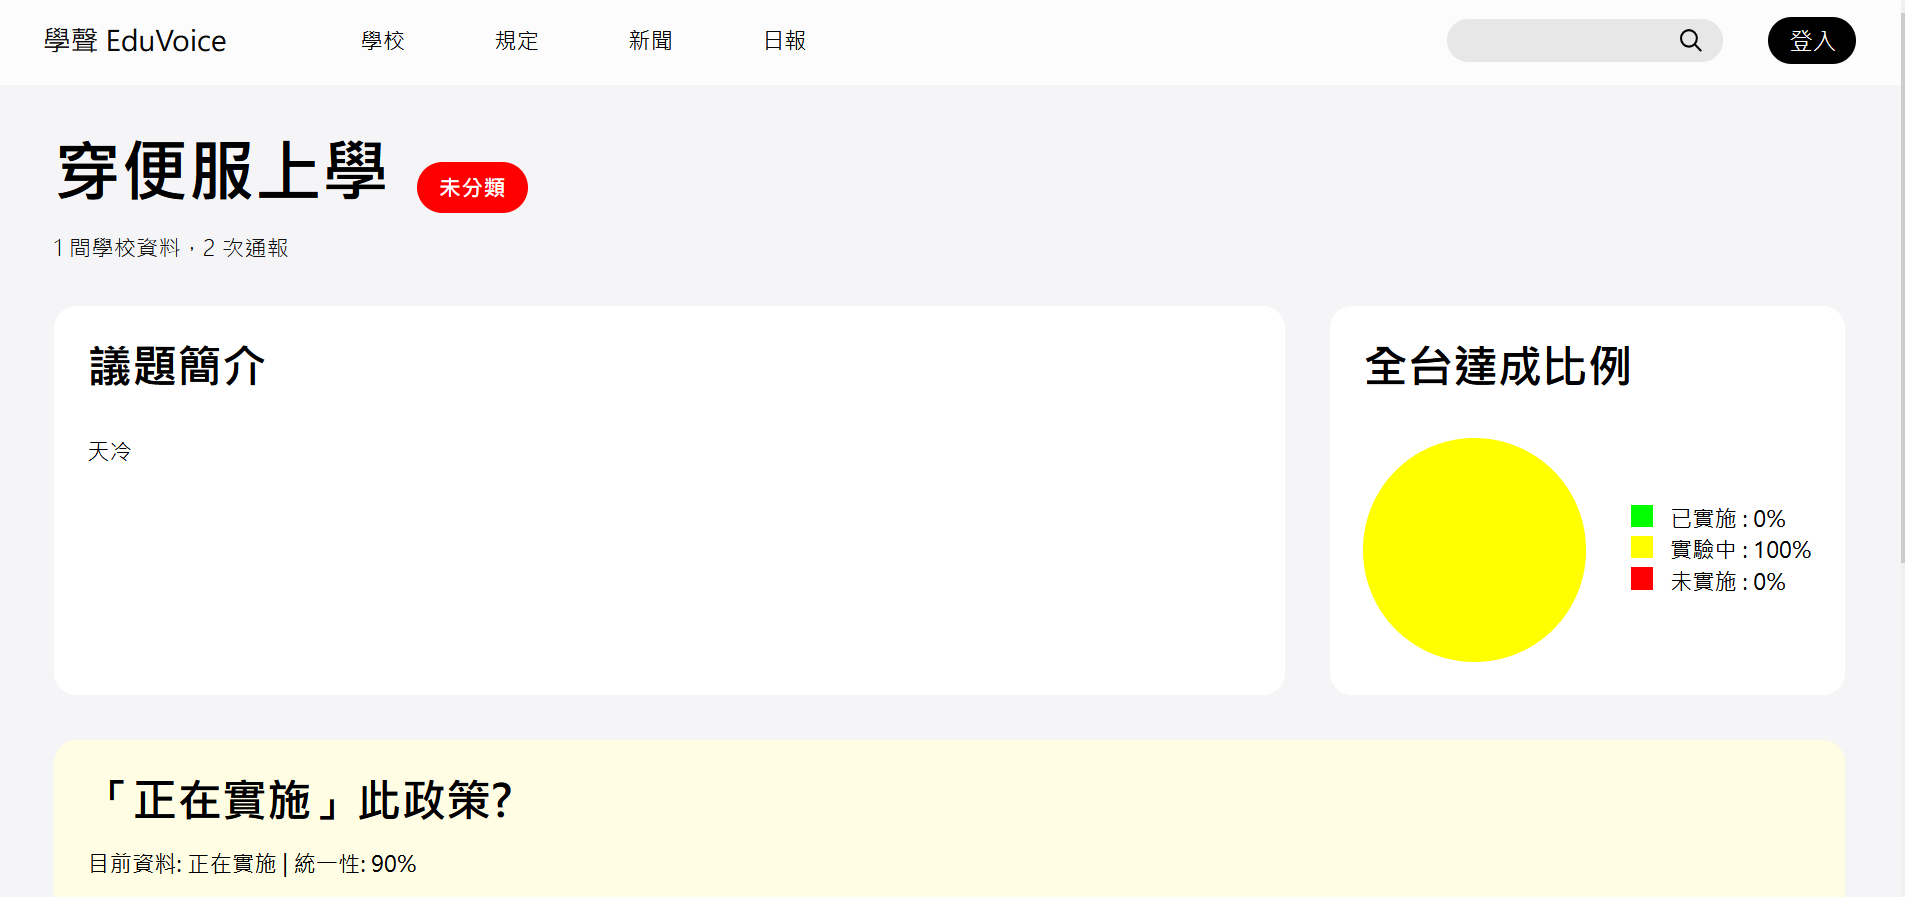 學聲 EduVoice 學校 規定 新聞 日報 登入
穿便服上學 未分類
1 間學校資料，2 次通報
議題簡介
天冷
全台達成比例
已實施 : 0%
實驗中 : 100%
未實施 : 0%
「正在實施」此政策?
目前資料: 正在實施 | 統一性: 90%